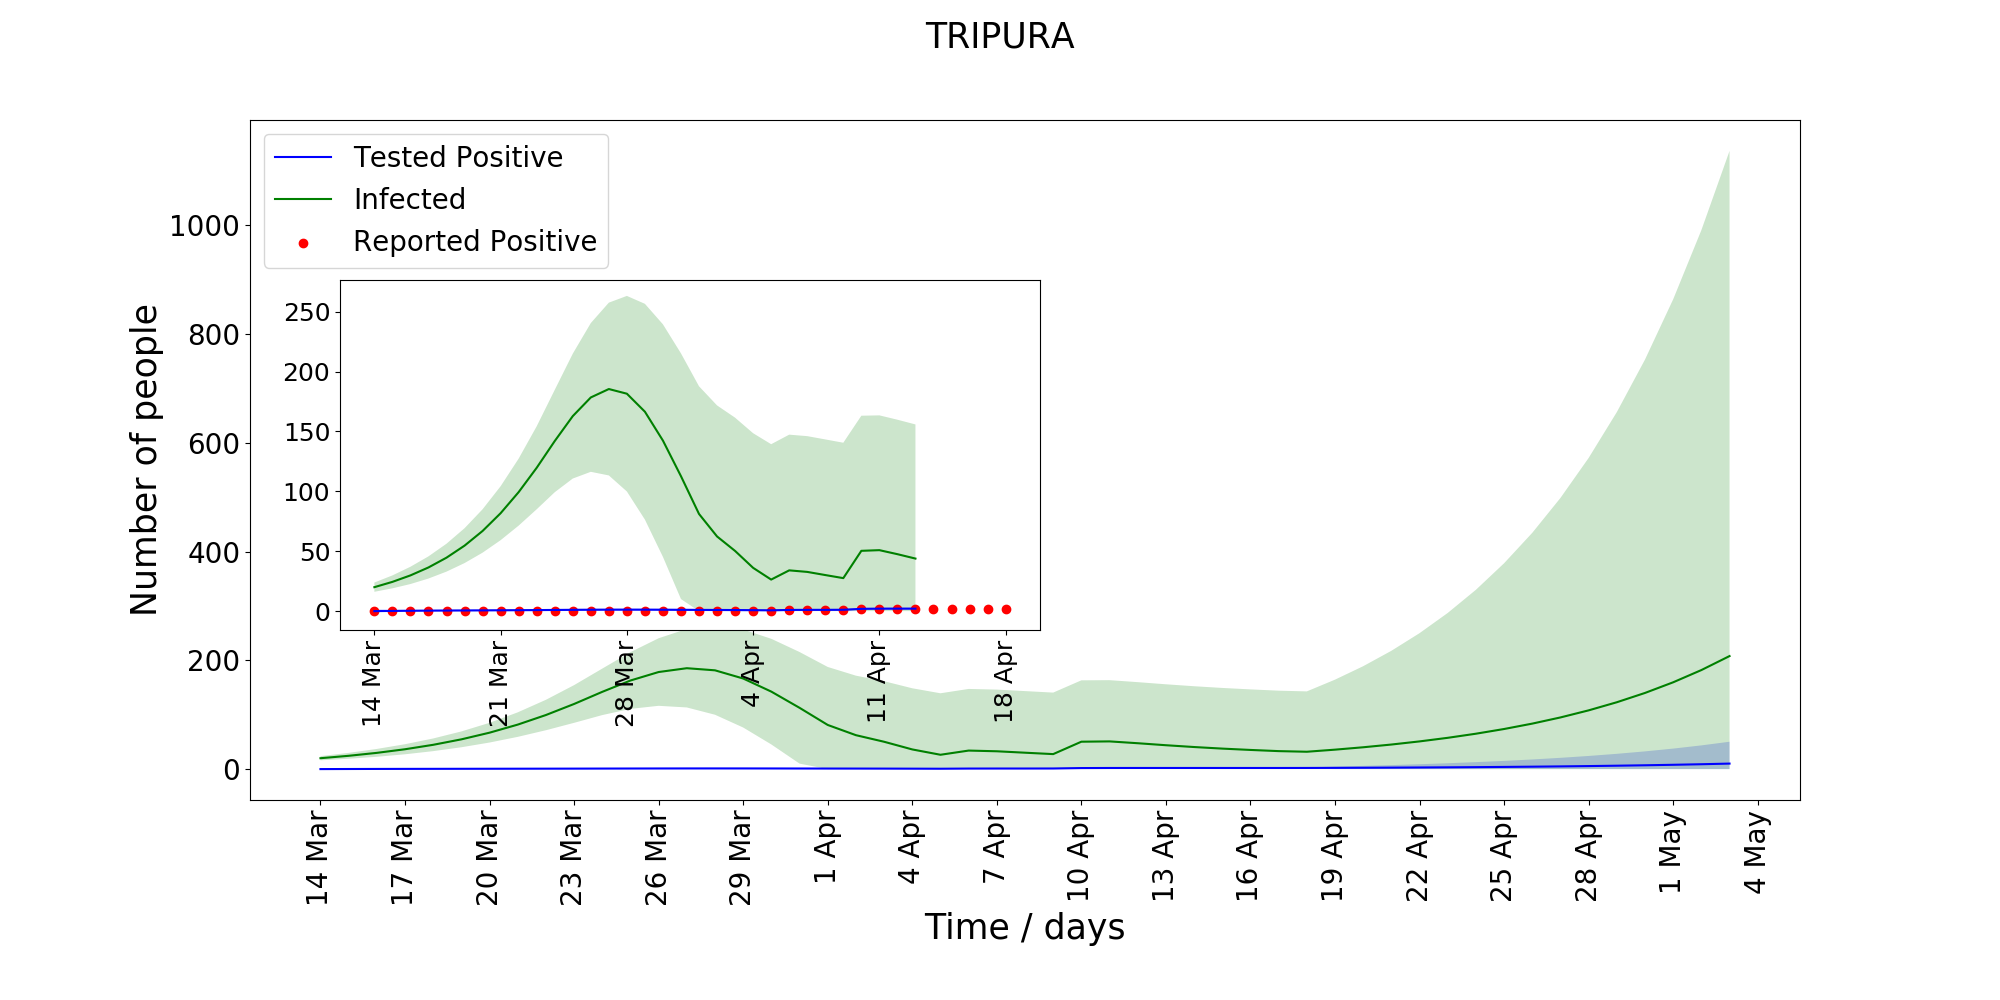 TRIPURA
Tested Positive
Infected
Reported Positive
Number of people
1000
800
600
400
200
0
250
200
150
100
50
0
14 Mar
21 Mar
28 Mar
4 Apr
11 Apr
18 Apr
14 Mar
17 Mar
20 Mar
23 Mar
26 Mar
29 Mar
1 Apr
4 Apr
7 Apr
10 Apr
13 Apr
16 Apr
19 Apr
22 Apr
25 Apr
28 Apr
1 May
4 May
Time / days